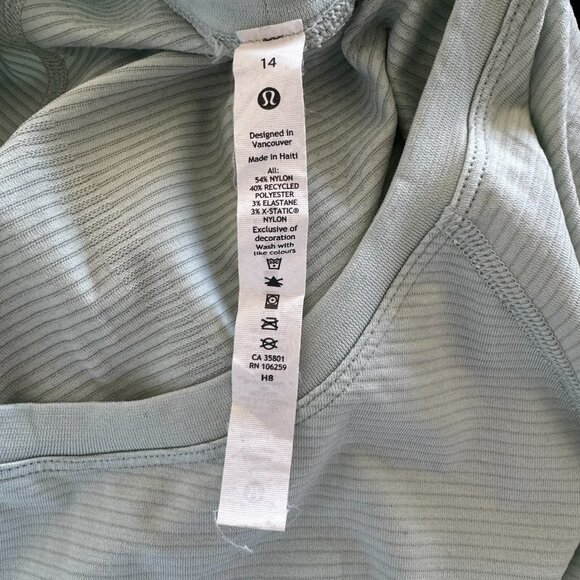 14
Designed in
Vancouver
Made in Haiti
All:
54% NYLON
40% RECYCLED
POLYESTER
3% ELASTANE
3% X-STATIC®
NYLON
Exclusive of
decoration
Wash with
like colours
CA 35801
RN 106259
H8